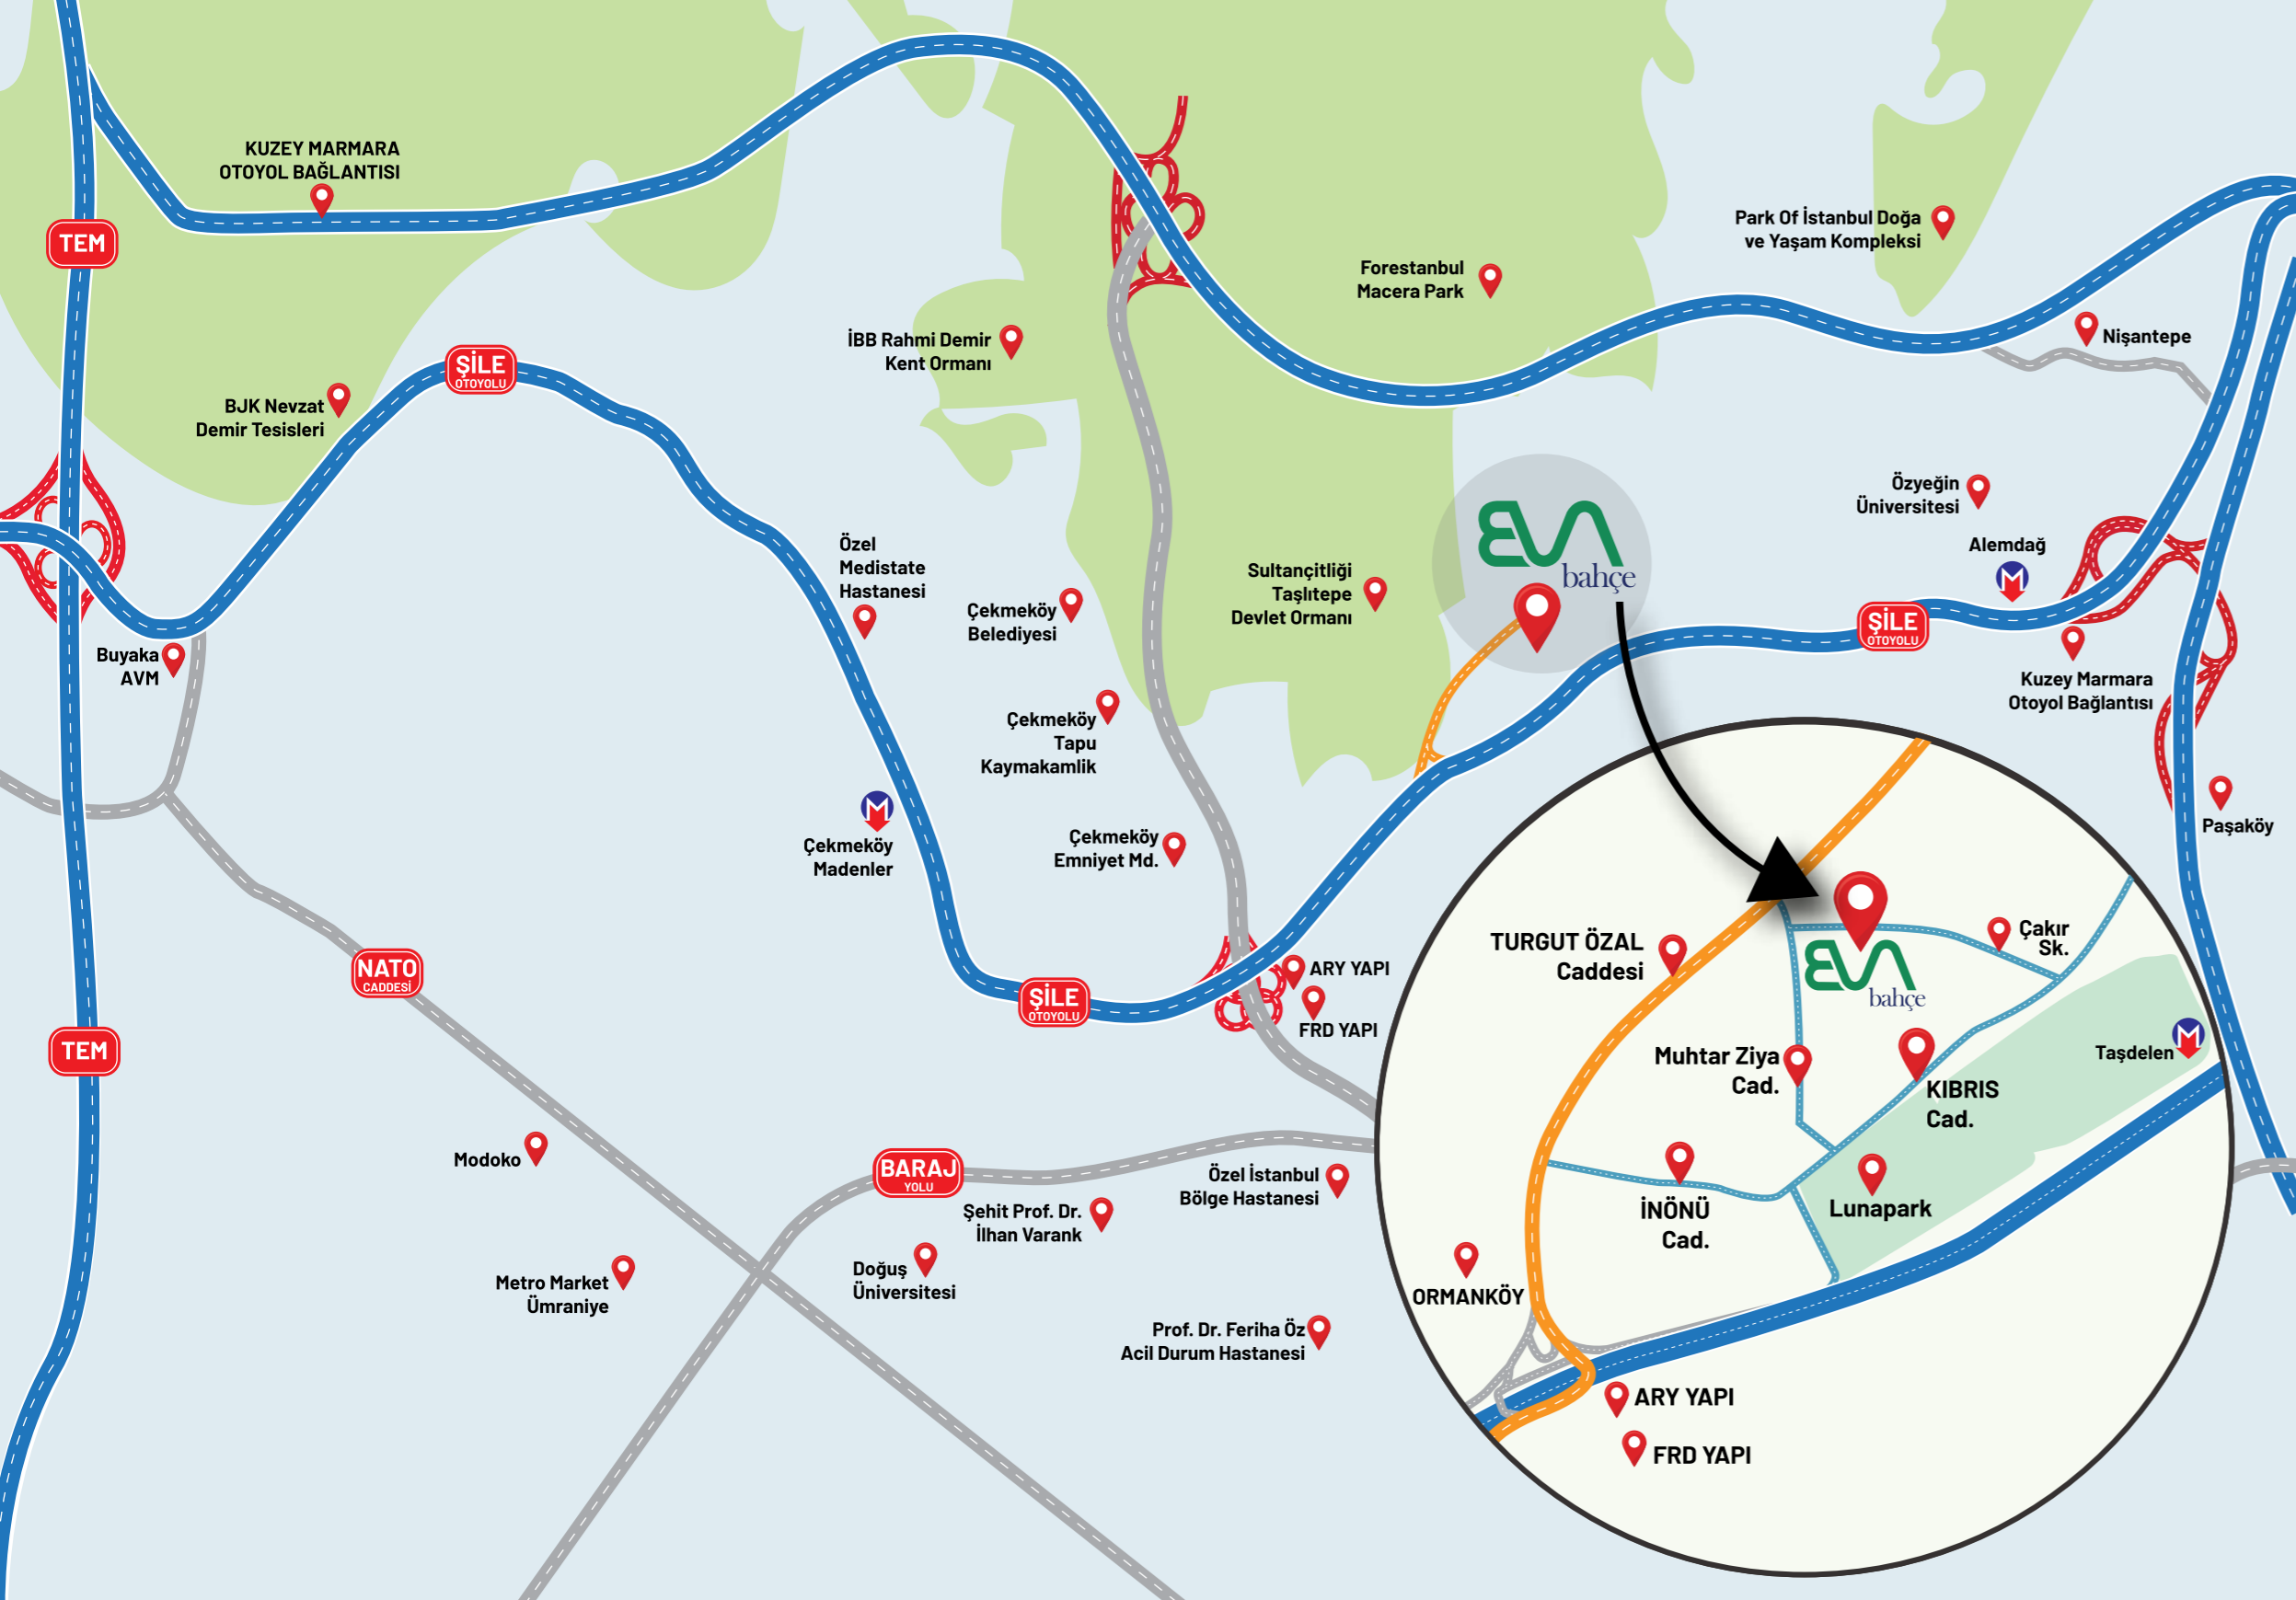 KUZEY MARMARA
OTOYOL BAĞLANTISI
TEM
Park Of İstanbul Doğa
ve Yaşam Kompleksi
Forestanbul
Macera Park
İBB Rahmi Demir
Kent Ormanı
Nişantepe
ŞİLE
OTOYOLU
BJK Nevzat
Demir Tesisleri
Özyeğin
Üniversitesi
Alemdağ
M
EVA
bahçe
Özel
Medistate
Hastanesi
Çekmeköy
Belediyesi
Sultançitliği
Taşlıtepe
Devlet Ormanı
ŞİLE
OTOYOLU
Buyaka
AVM
Kuzey Marmara
Otoyol Bağlantısı
Çekmeköy
Tapu
Kaymakamlik
M
Çekmeköy
Madenler
Çekmeköy
Emniyet Md.
Paşaköy
NATO
CADDESİ
ŞİLE
OTOYOLU
ARY YAPI
FRD YAPI
TEM
TURGUT ÖZAL
Caddesi
Çakır
Sk.
EVA
bahçe
Muhtar Ziya
Cad.
KIBRIS
Cad.
Taşdelen
M
İNÖNÜ
Cad.
Lunapark
ORMANKÖY
ARY YAPI
FRD YAPI
Modoko
BARAJ
YOLU
Özel İstanbul
Bölge Hastanesi
Şehit Prof. Dr.
İlhan Varank
Doğuş
Üniversitesi
Metro Market
Ümraniye
Prof. Dr. Feriha Öz
Acil Durum Hastanesi